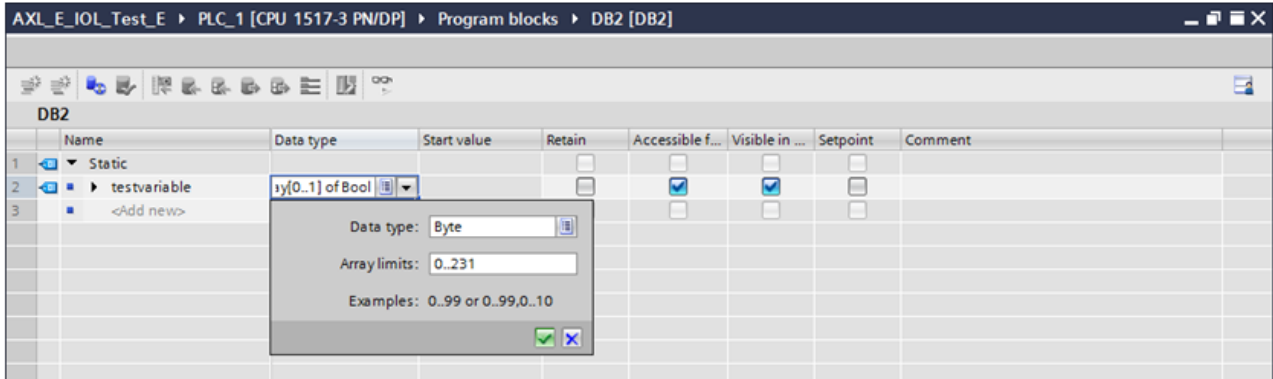 AXL_E_IOL_Test_E ▸ PLC_1 [CPU 1517-3 PN/DP] ▸ Program blocks ▸ DB2 [DB2]
DB2
Name Data type Start value Retain Accessible f... Visible in ... Setpoint Comment
1 Static
2 testvariable ay[0..1] of Bool
3 <Add new>
Data type: Byte
Array limits: 0..231
Examples: 0..99 or 0..99,0..10